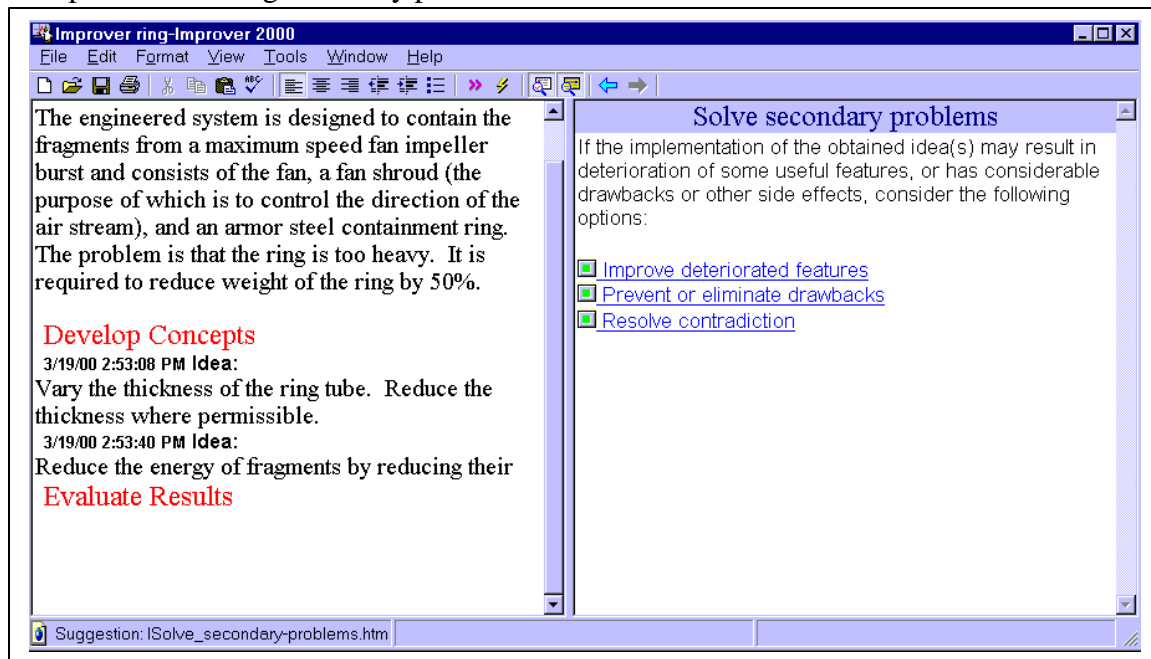 Improver ring-Improver 2000
File Edit Format View Tools Window Help
ABC
The engineered system is designed to contain the
fragments from a maximum speed fan impeller
burst and consists of the fan, a fan shroud (the
purpose of which is to control the direction of the
air stream), and an armor steel containment ring.
The problem is that the ring is too heavy. It is
required to reduce weight of the ring by 50%.
Develop Concepts
3/19/00 2:53:08 PM Idea:
Vary the thickness of the ring tube. Reduce the
thickness where permissible.
3/19/00 2:53:40 PM Idea:
Reduce the energy of fragments by reducing their
Evaluate Results
Solve secondary problems
If the implementation of the obtained idea(s) may result in
deterioration of some useful features, or has considerable
drawbacks or other side effects, consider the following
options:
Improve deteriorated features
Prevent or eliminate drawbacks
Resolve contradiction
Suggestion: ISolve_secondary-problems.htm